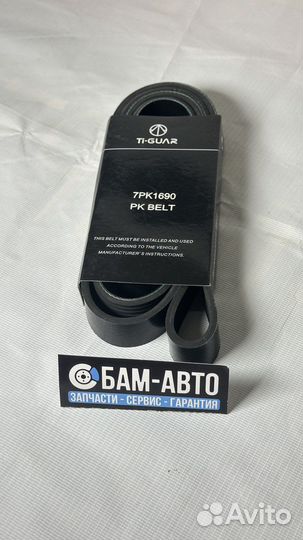 TI-GUAR
7PK1690
PK BELT
THIS BELT MUST BE INSTALLED AND USED
ACCORDING TO THE VEHICLE
MANUFACTURER'S INSTRUCTIONS.
БАМ-АВТО
ЗАПЧАСТИ - СЕРВИС - ГАРАНТИЯ
Avito